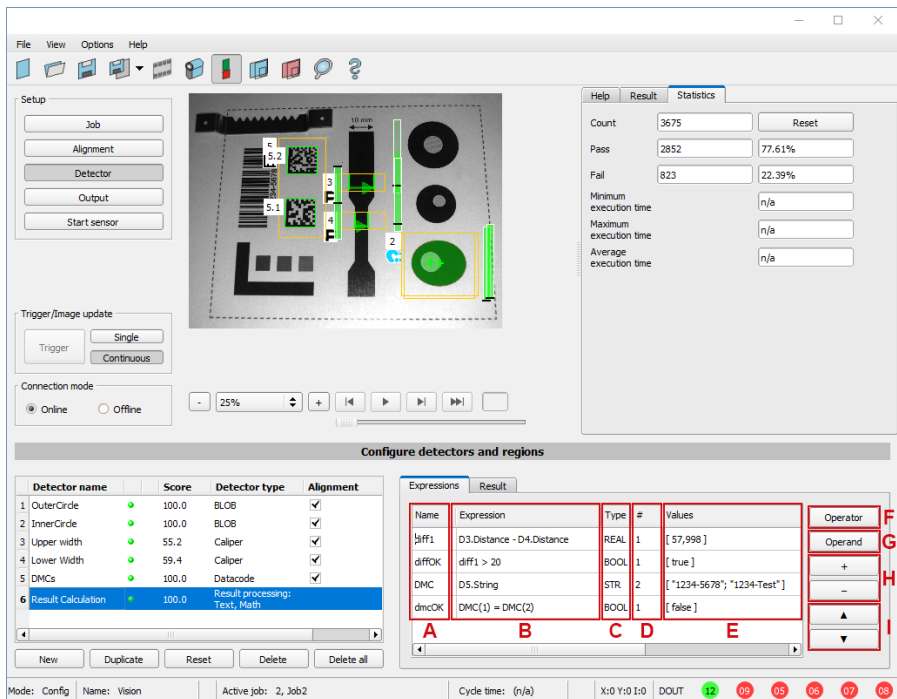 File View Options Help
Setup
Job
Alignment
Detector
Output
Start sensor
Trigger/Image update
Trigger
Single
Continuous
Connection mode
Online Offline
10 mm
5
5.2
5.1
34-5678
3
4
2
- 25% +
Help Result Statistics
Count 3675 Reset
Pass 2852 77.61%
Fail 823 22.39%
Minimum
execution time n/a
Maximum
execution time n/a
Average
execution time n/a
Configure detectors and regions
Detector name Score Detector type Alignment
1 OuterCircle 100.0 BLOB
2 InnerCircle 100.0 BLOB
3 Upper width 55.2 Caliper
4 Lower Width 59.4 Caliper
5 DMCs 100.0 Datacode
6 Result Calculation 100.0 Result processing:
Text, Math
New Duplicate Reset Delete Delete all
Expressions Result
Name Expression Type # Values
diff1 D3.Distance - D4.Distance REAL 1 [ 57,998 ]
diffOK diff1 > 20 BOOL 1 [ true ]
DMC D5.String STR 2 [ "1234-5678"; "1234-Test" ]
dmcOK DMC(1) = DMC(2) BOOL 1 [ false ]
A B C D E
Operator F
Operand G
+
H
-
I
Mode: Config Name: Vision Active job: 2, Job2 Cycle time: (n/a) X:0 Y:0 I:0 DOUT 12 09 05 06 07 08